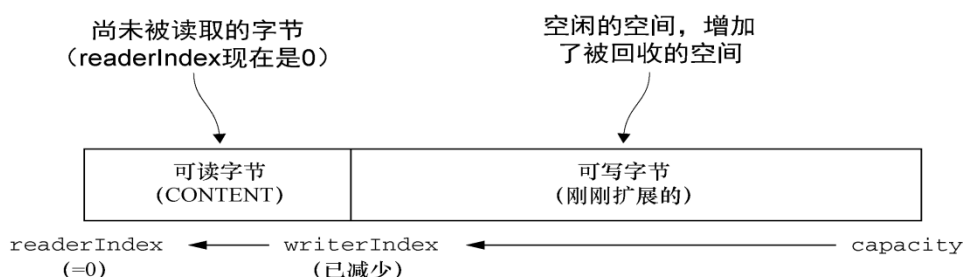 尚未被读取的字节
（readerIndex现在是0）
空闲的空间，增加
了被回收的空间
可读字节
(CONTENT)
可写字节
(刚刚扩展的)
readerIndex
(=0)
writerIndex
(已减少)
capacity